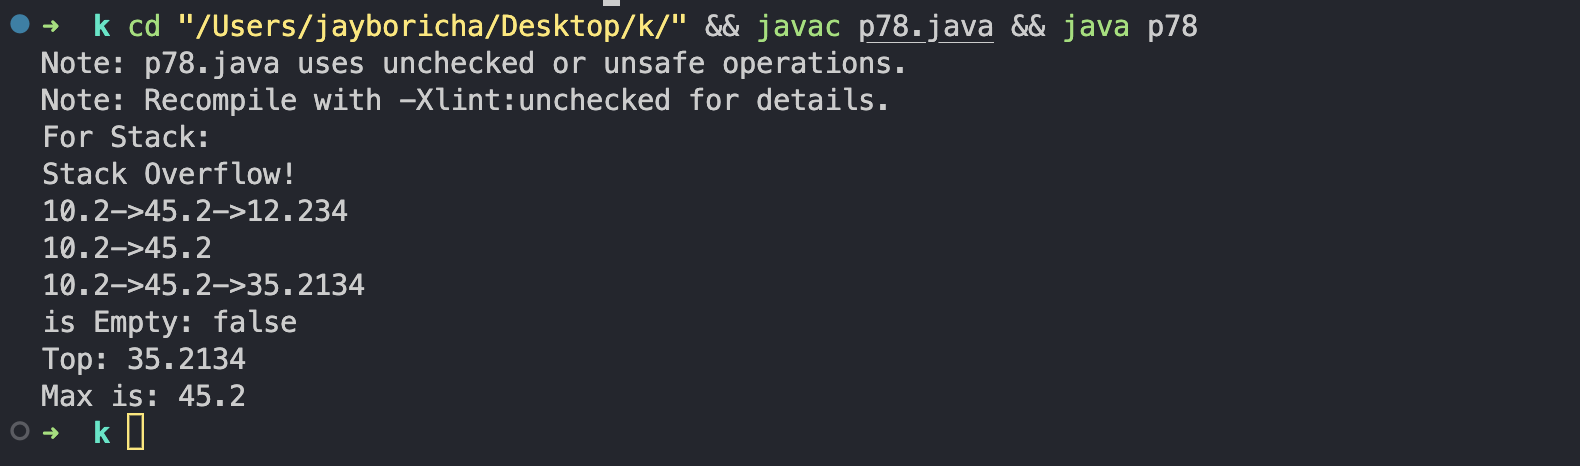 ➜  k cd "/Users/jayboricha/Desktop/k/" && javac p78.java && java p78
Note: p78.java uses unchecked or unsafe operations.
Note: Recompile with -Xlint:unchecked for details.
For Stack:
Stack Overflow!
10.2->45.2->12.234
10.2->45.2
10.2->45.2->35.2134
is Empty: false
Top: 35.2134
Max is: 45.2
➜  k